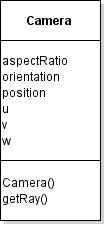 Camera
aspectRatio
orientation
position
u
v
w
Camera()
getRay()